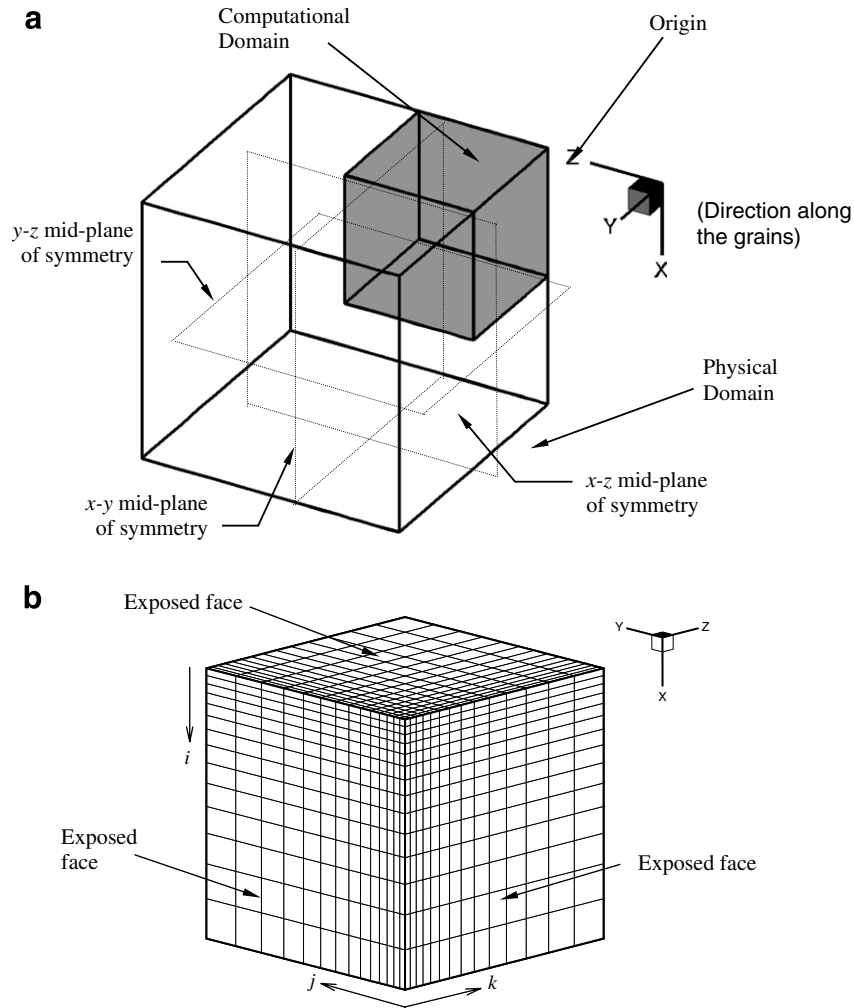 a
Computational
Domain
Origin
Z
Y
X
(Direction along
the grains)
y-z mid-plane
of symmetry
Physical
Domain
x-y mid-plane
of symmetry
x-z mid-plane
of symmetry
b
Exposed face
Y
Z
X
i
Exposed
face
Exposed face
j
k